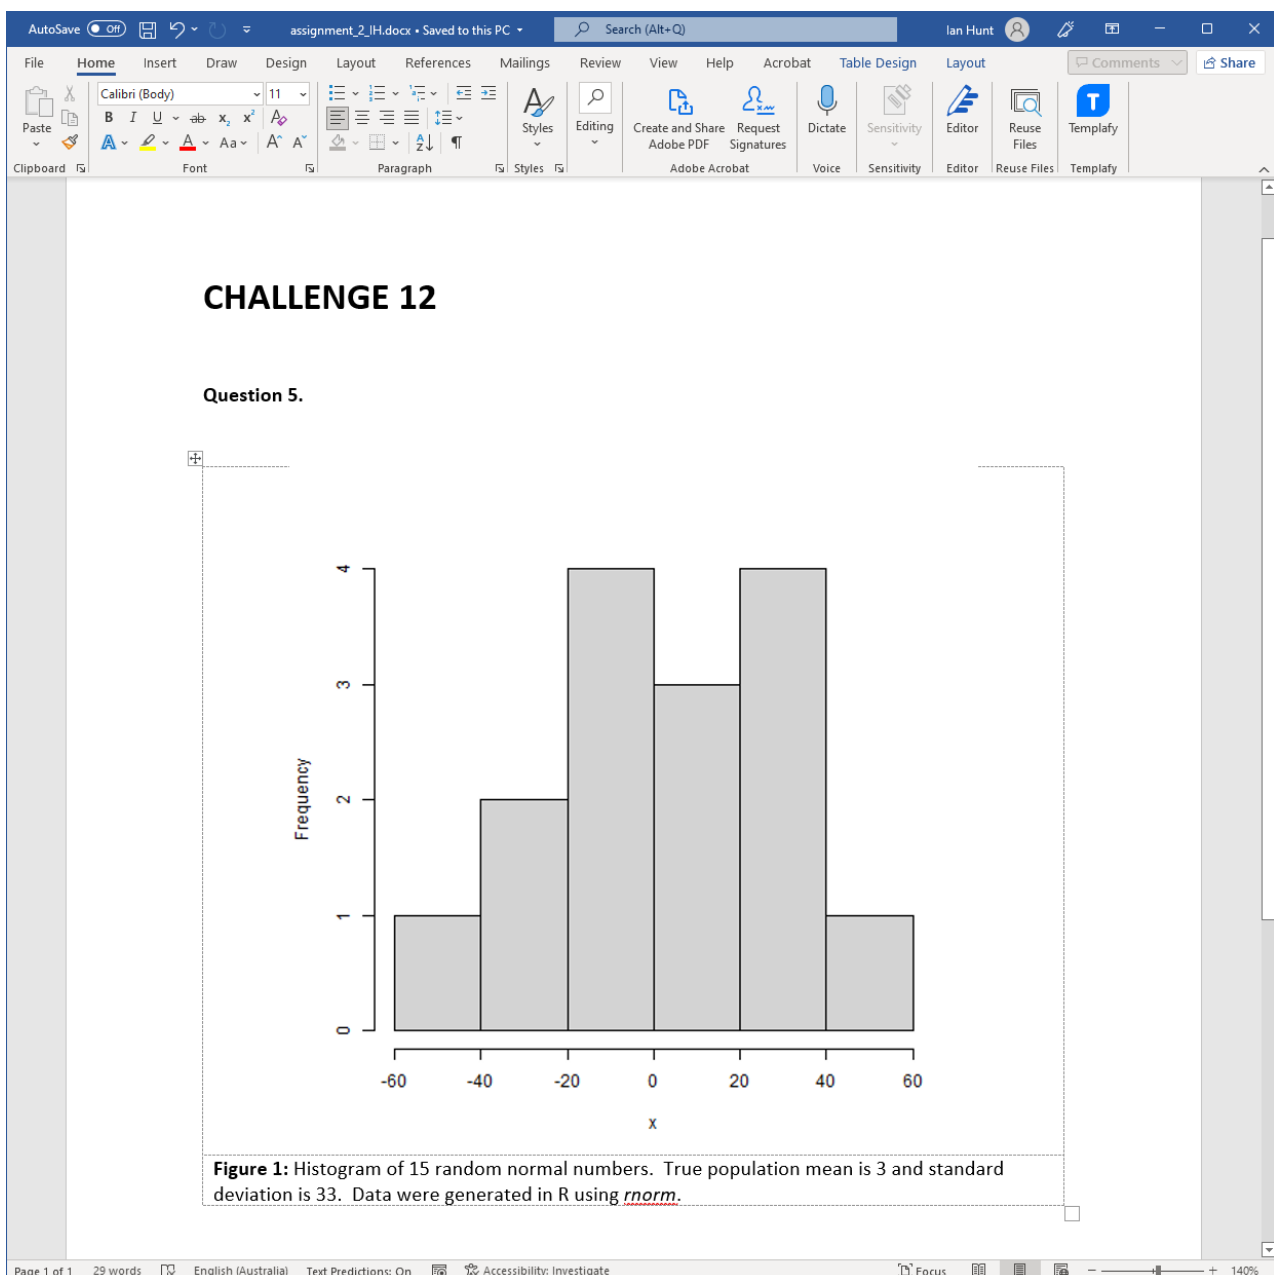 AutoSave Off assignment_2_IH.docx • Saved to this PC Search (Alt+Q) Ian Hunt
File Home Insert Draw Design Layout References Mailings Review View Help Acrobat Table Design Layout Comments Share
Calibri (Body) 11
B I U ab x₂ x²
A A A Aa A A
Paste
Styles
Editing
Create and Share Adobe PDF
Request Signatures
Dictate
Sensitivity
Editor
Reuse Files
Templafy
Clipboard Font Paragraph Styles Adobe Acrobat Voice Sensitivity Editor Reuse Files Templafy
CHALLENGE 12
Question 5.
4
3
2
1
0
Frequency
-60 -40 -20 0 20 40 60
x
Figure 1: Histogram of 15 random normal numbers. True population mean is 3 and standard
deviation is 33. Data were generated in R using rnorm.
Page 1 of 1 29 words English (Australia) Text Predictions: On Accessibility: Investigate Focus 140%